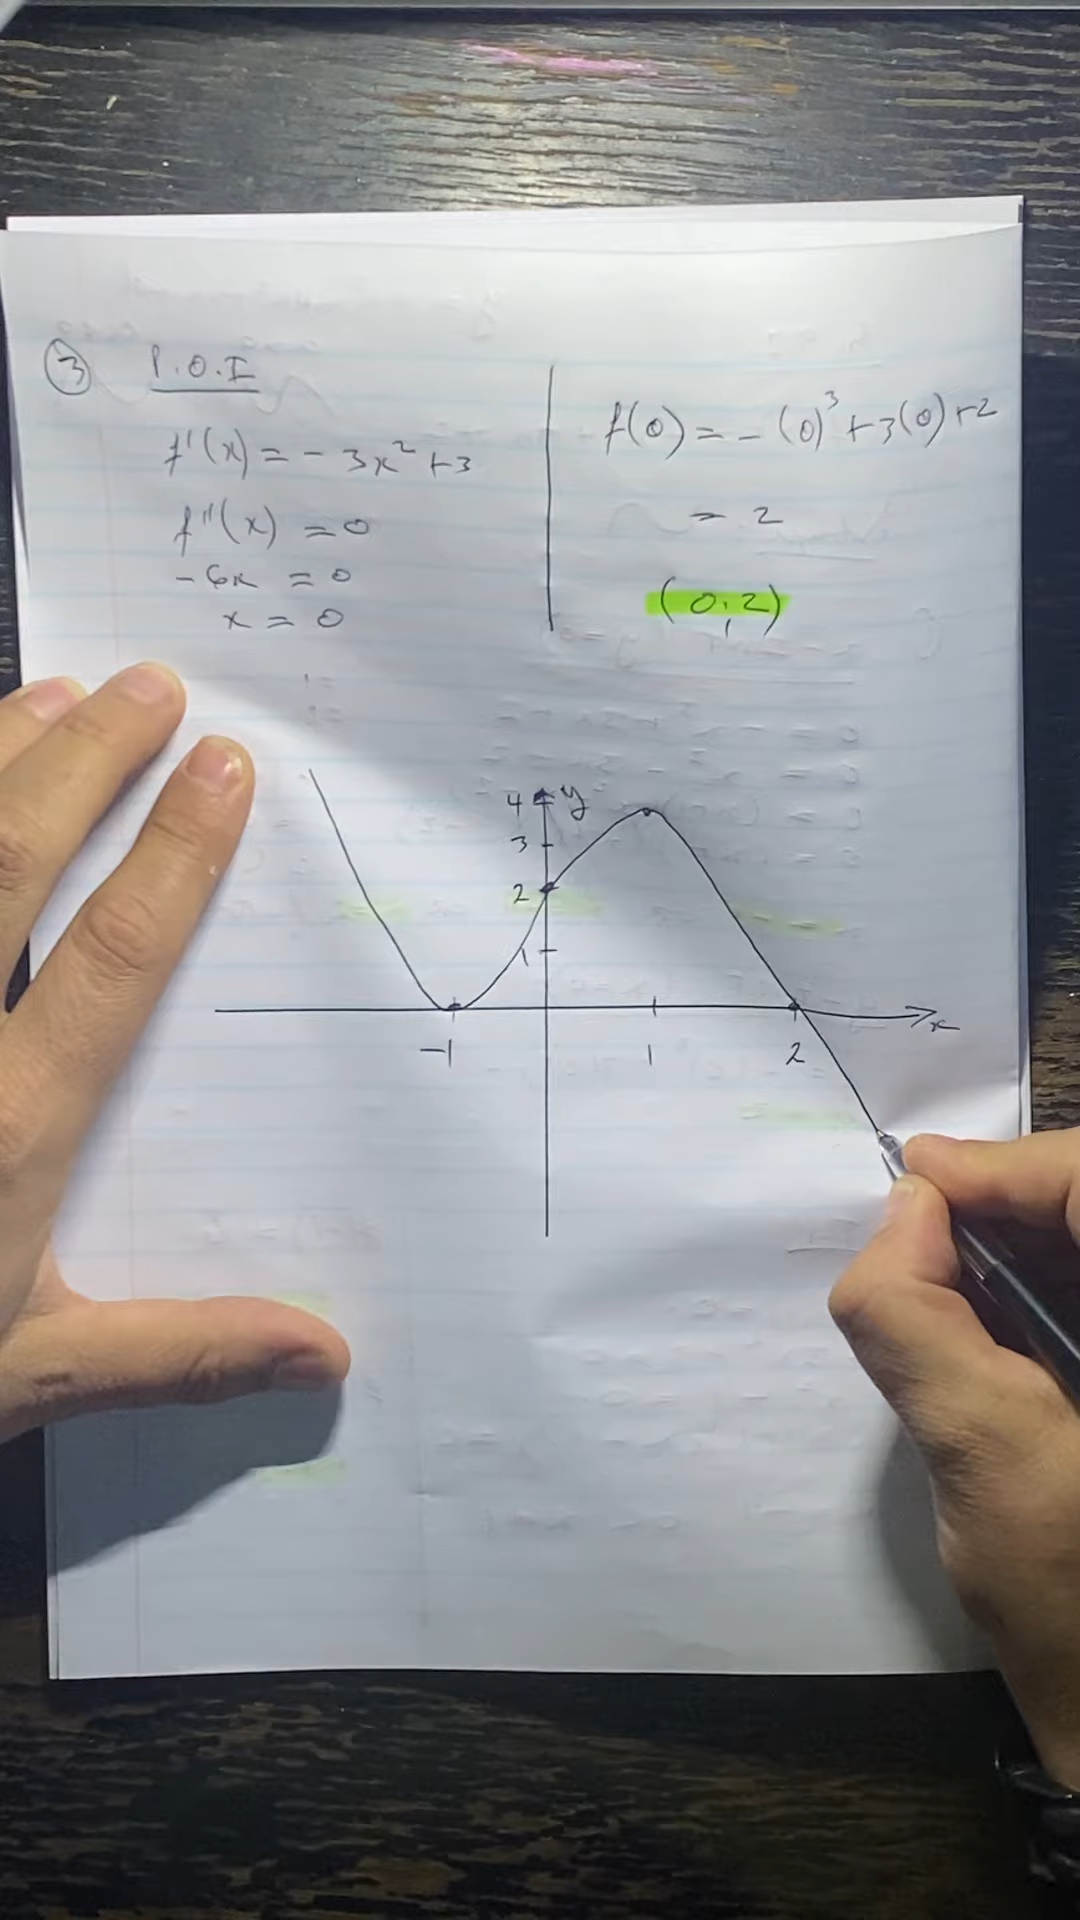 ③ P.O.I
f'(x) = - 3x² + 3
f''(x) = 0
- 6x = 0
x = 0
f(0) = - (0)³ + 3(0) + 2
= 2
(0, 2)
4 y
3
2
1
x
-1 1 2